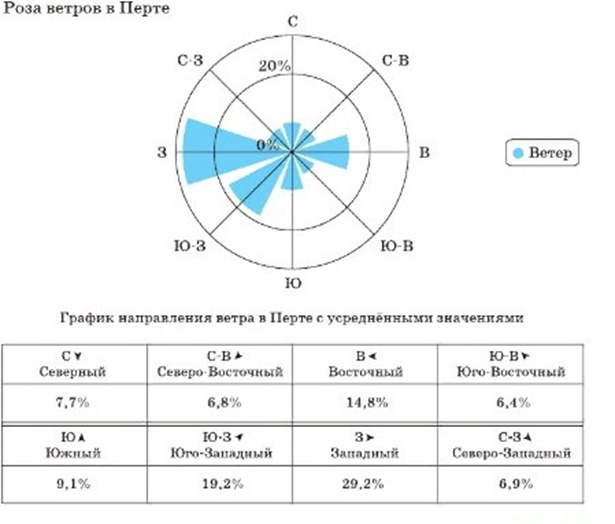 Роза ветров в Перте
С
С-З
С-В
20%
З
0%
В
Ветер
Ю-З
Ю-В
Ю
График направления ветра в Перте с усреднёнными значениями
С
Северный
С-В
Северо-Восточный
В
Восточный
Ю-В
Юго-Восточный
7,7%
6,8%
14,8%
6,4%
Ю
Южный
Ю-З
Юго-Западный
З
Западный
С-З
Северо-Западный
9,1%
19,2%
29,2%
6,9%